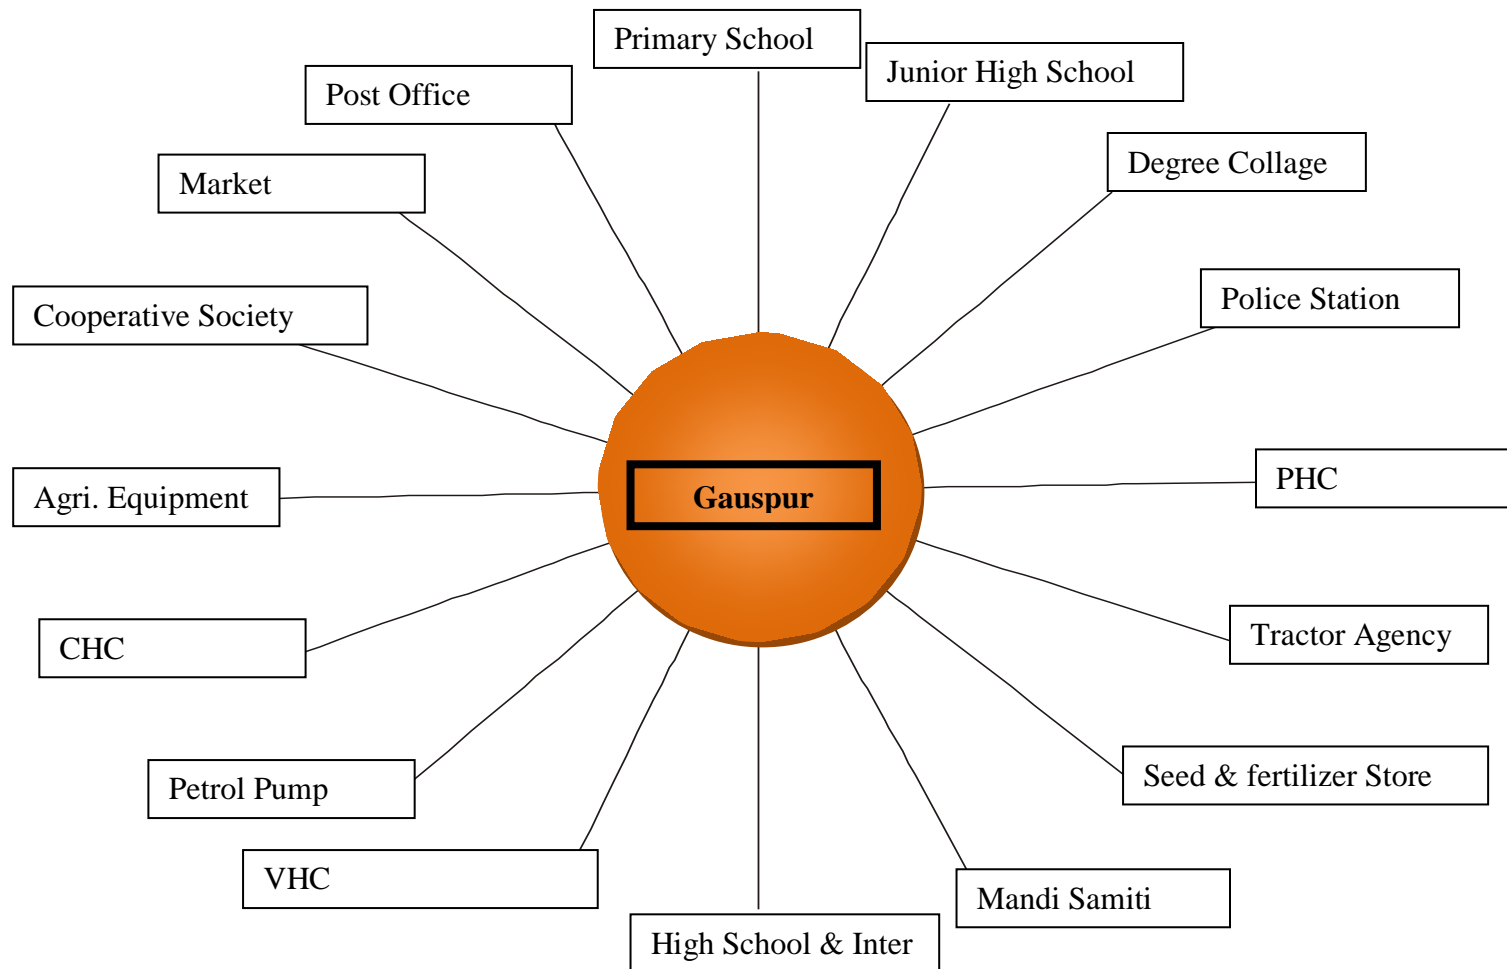 Primary School
Junior High School
Post Office
Degree Collage
Market
Police Station
Cooperative Society
PHC
Agri. Equipment
Gauspur
CHC
Tractor Agency
Seed & fertilizer Store
Petrol Pump
VHC
Mandi Samiti
High School & Inter